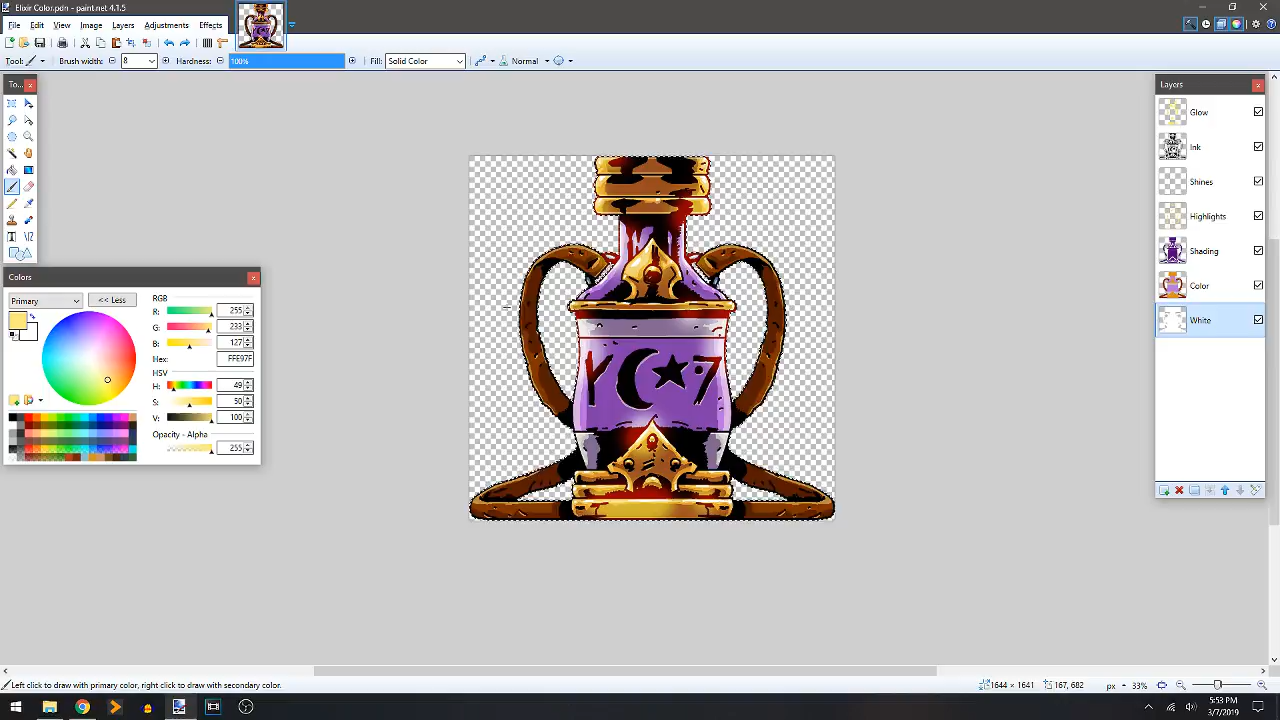 Elixir Color.pdn - paint.net 4.1.5
File Edit View Image Layers Adjustments Effects
Tool: Brush width: 8 Hardness: 100% Fill: Solid Color Normal
To... Layers
Glow
Ink
Shines
Highlights
Shading
Color
White
Colors
Primary << Less RGB
R: 255
G: 233
B: 127
Hex: FFE97F
HSV
H: 49
S: 50
V: 100
Opacity - Alpha
255
Left click to draw with primary color, right click to draw with secondary color. 1644 × 1641 167, 682 px 33%
5:53 PM
3/7/2019